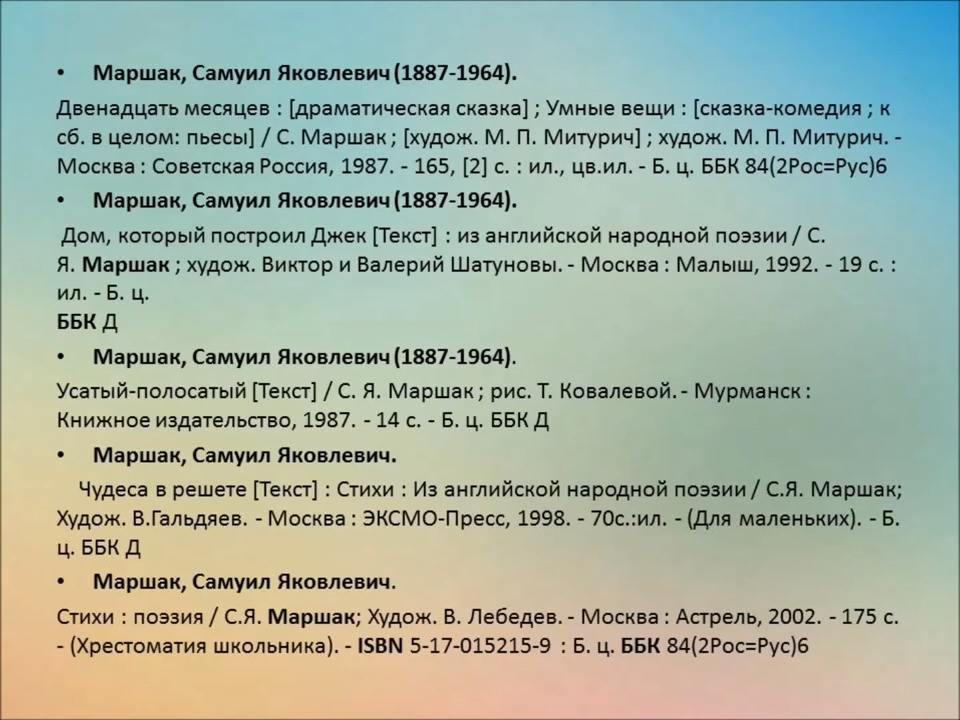 • Маршак, Самуил Яковлевич (1887-1964).
Двенадцать месяцев : [драматическая сказка] ; Умные вещи : [сказка-комедия ; к
сб. в целом: пьесы] / С. Маршак ; [худож. М. П. Митурич] ; худож. М. П. Митурич. -
Москва : Советская Россия, 1987. - 165, [2] с. : ил., цв.ил. - Б. ц. ББК 84(2Рос=Рус)6
• Маршак, Самуил Яковлевич (1887-1964).
Дом, который построил Джек [Текст] : из английской народной поэзии / С.
Я. Маршак ; худож. Виктор и Валерий Шатуновы. - Москва : Малыш, 1992. - 19 с. :
ил. - Б. ц.
ББК Д
• Маршак, Самуил Яковлевич (1887-1964).
Усатый-полосатый [Текст] / С. Я. Маршак ; рис. Т. Ковалевой. - Мурманск :
Книжное издательство, 1987. - 14 с. - Б. ц. ББК Д
• Маршак, Самуил Яковлевич.
Чудеса в решете [Текст] : Стихи : Из английской народной поэзии / С.Я. Маршак;
Худож. В.Гальдяев. - Москва : ЭКСМО-Пресс, 1998. - 70с.:ил. - (Для маленьких). - Б.
ц. ББК Д
• Маршак, Самуил Яковлевич.
Стихи : поэзия / С.Я. Маршак; Худож. В. Лебедев. - Москва : Астрель, 2002. - 175 с.
- (Хрестоматия школьника). - ISBN 5-17-015215-9 : Б. ц. ББК 84(2Рос=Рус)6